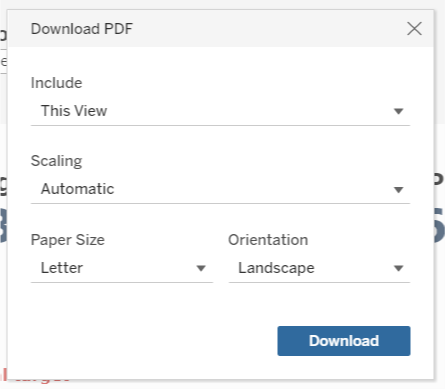 Download PDF
Include
This View
Scaling
Automatic
Paper Size Orientation
Letter Landscape
Download